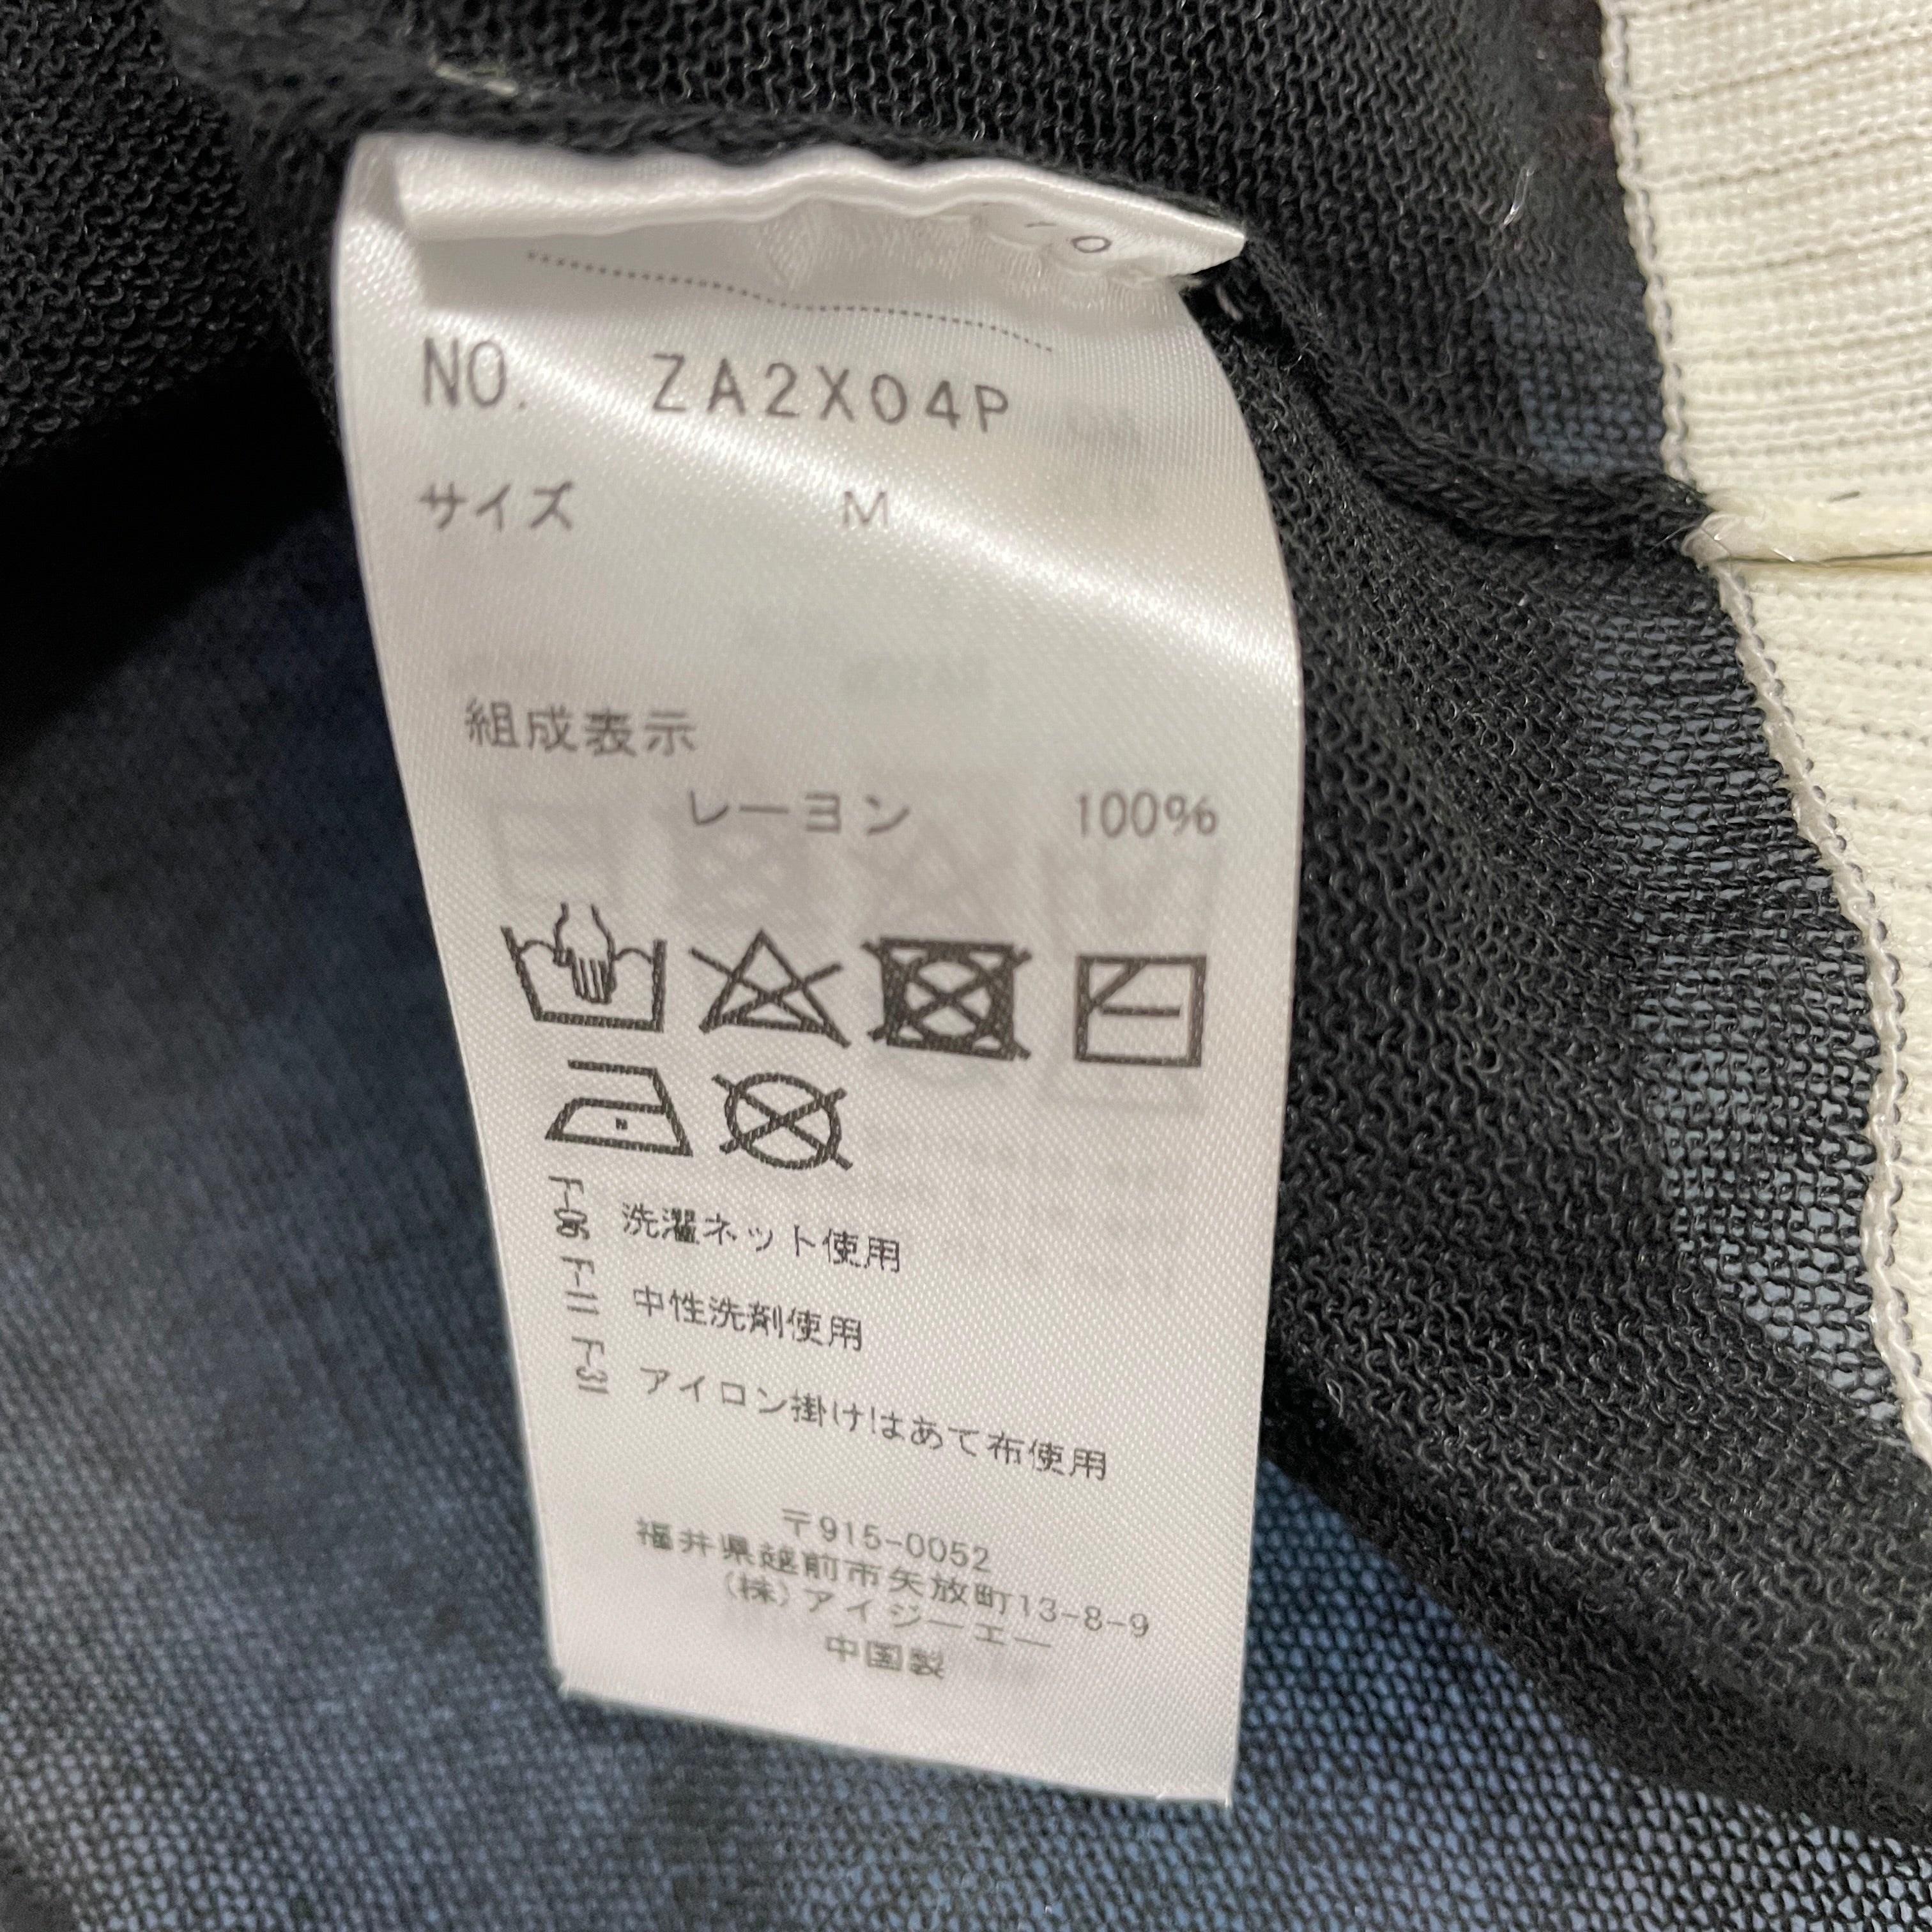 NO. ZA2X04P
サイズ M
組成表示
レーヨン 100%
F-06 洗濯ネット使用
F-11 中性洗剤使用
F-31 アイロン掛けはあて布使用
〒915-0052
福井県越前市矢放町13-8-9
(株)アイジーエー
中国製